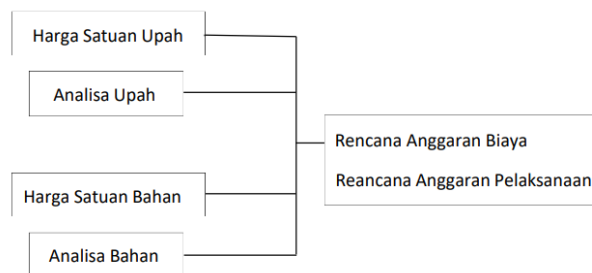 Harga Satuan Upah
Analisa Upah
Rencana Anggaran Biaya
Reancana Anggaran Pelaksanaan
Harga Satuan Bahan
Analisa Bahan